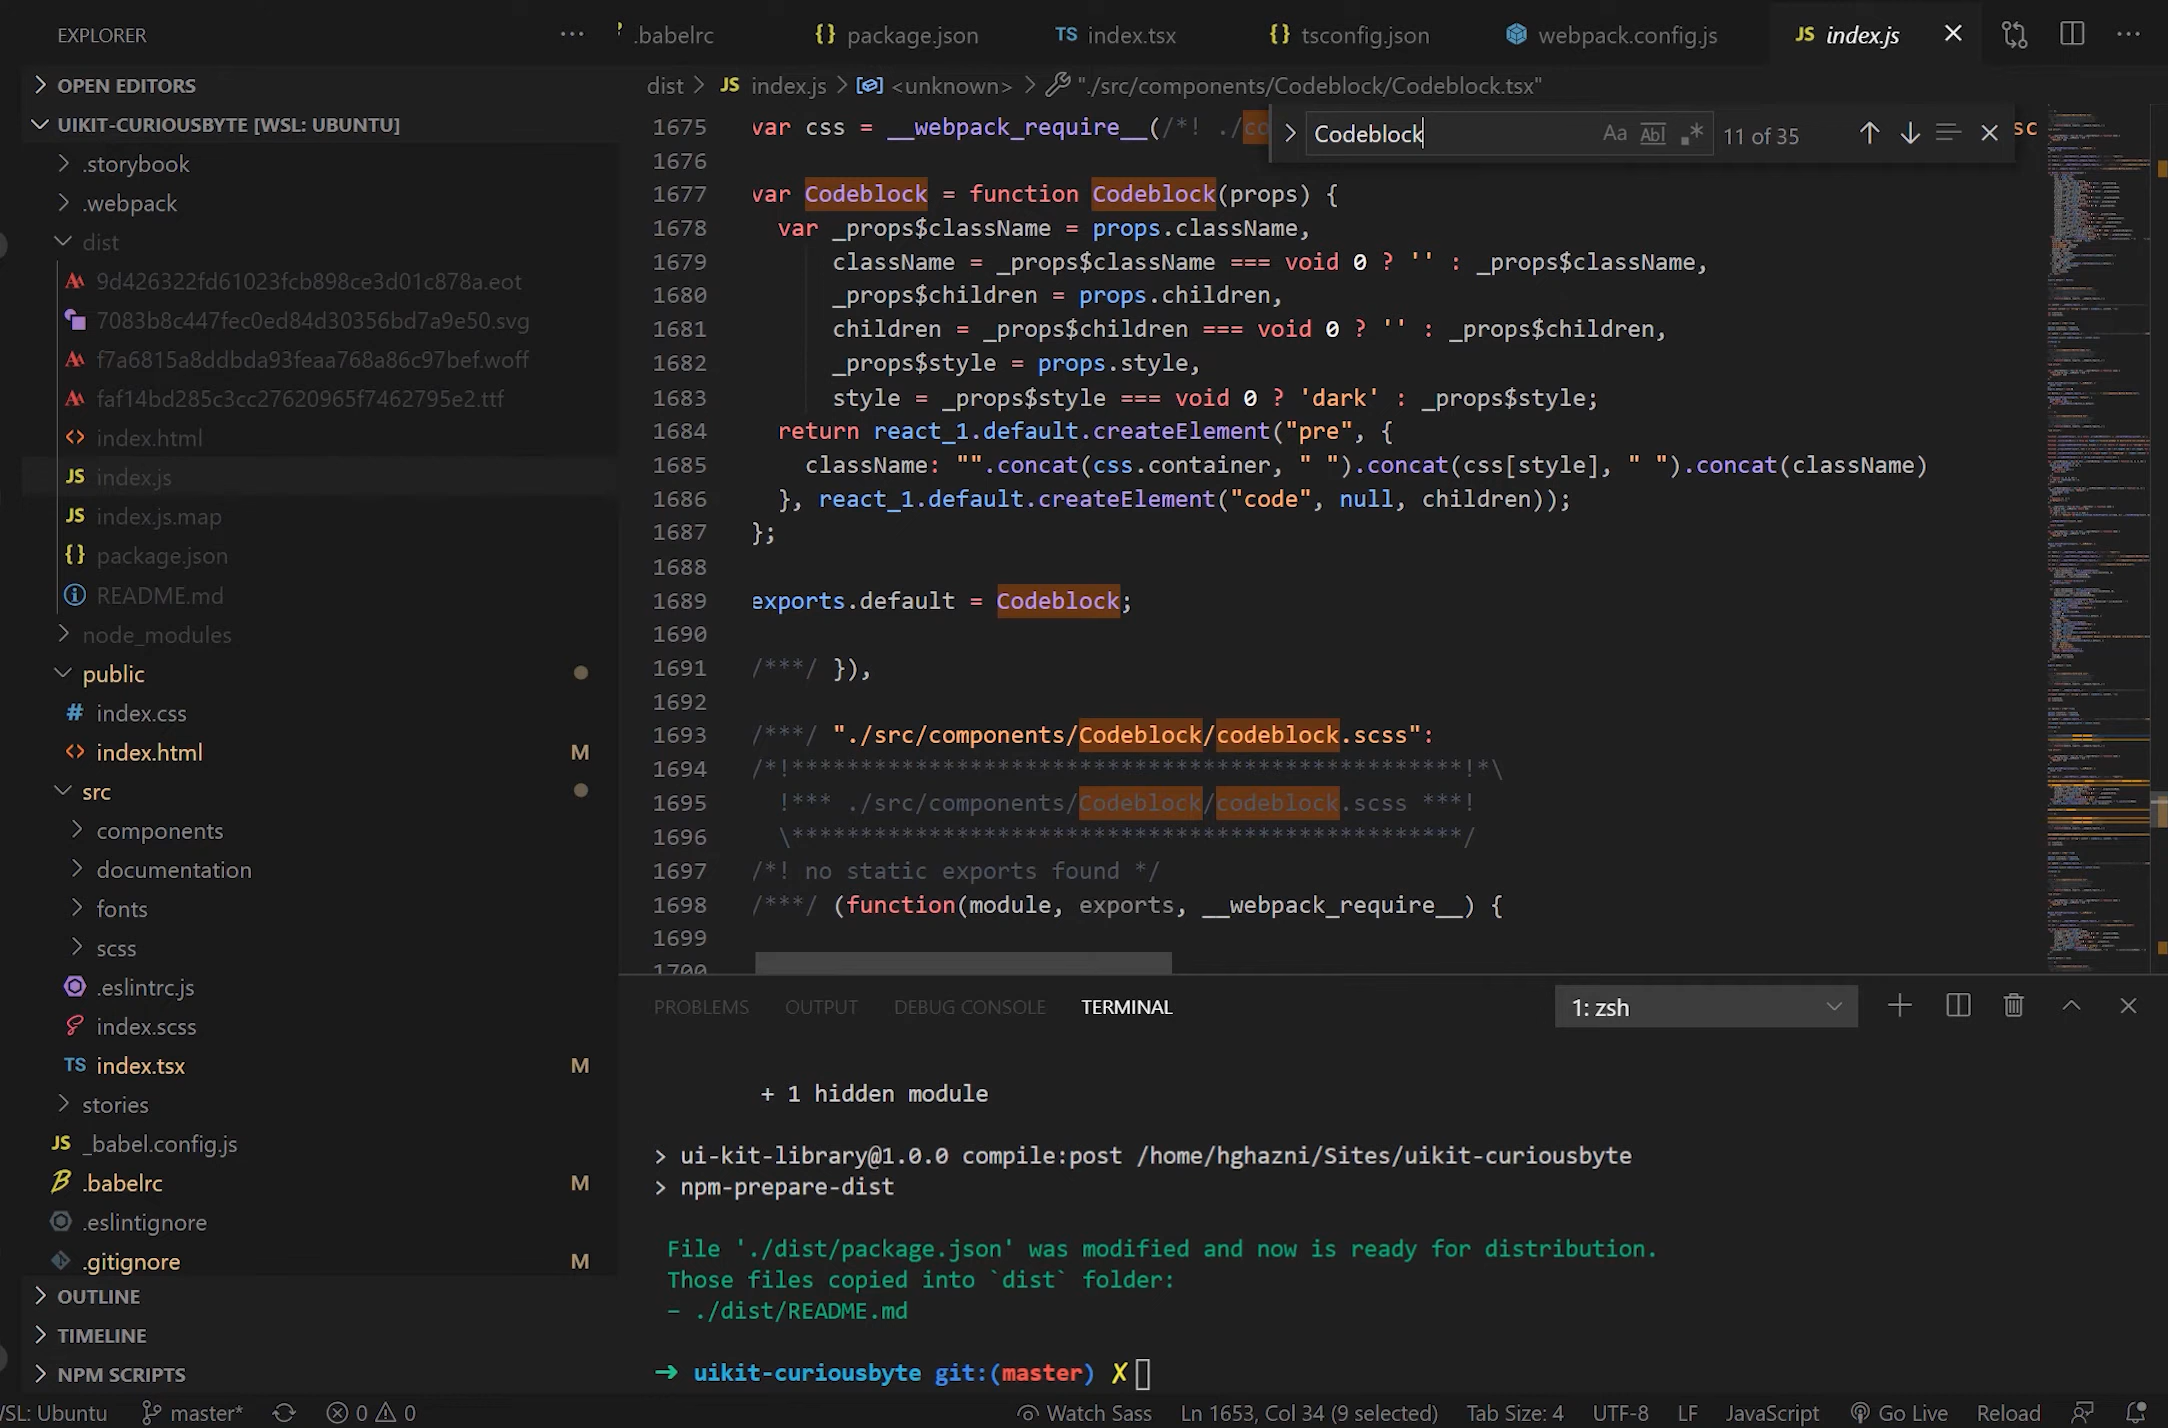 EXPLORER
OPEN EDITORS
UIKIT-CURIOUSBYTE [WSL: UBUNTU]
.storybook
.webpack
dist
9d426322fd61023fcb898ce3d01c878a.eot
7083b8c447fec0ed84d30356bd7a9e50.svg
f7a6815a8ddbda93feaa768a86c97bef.woff
faf14bd285c3cc27620965f7462795e2.ttf
index.html
JS index.js
JS index.js.map
{} package.json
README.md
node_modules
public
# index.css
index.html M
src
components
documentation
fonts
scss
.eslintrc.js
index.scss
TS index.tsx M
stories
JS _babel.config.js
.babelrc M
.eslintignore
.gitignore M
OUTLINE
TIMELINE
NPM SCRIPTS
.babelrc {} package.json TS index.tsx {} tsconfig.json webpack.config.js JS index.js
dist > JS index.js > <unknown> > "./src/components/Codeblock/Codeblock.tsx"
Codeblock Aa Abl .* 11 of 35
1675 var css = __webpack_require__(/*! ./co sc
1676
1677 var Codeblock = function Codeblock(props) {
1678 var _props$className = props.className,
1679 className = _props$className === void 0 ? '' : _props$className,
1680 _props$children = props.children,
1681 children = _props$children === void 0 ? '' : _props$children,
1682 _props$style = props.style,
1683 style = _props$style === void 0 ? 'dark' : _props$style;
1684 return react_1.default.createElement("pre", {
1685 className: "".concat(css.container, " ").concat(css[style], " ").concat(className)
1686 }, react_1.default.createElement("code", null, children));
1687 };
1688
1689 exports.default = Codeblock;
1690
1691 /***/ }),
1692
1693 /***/ "./src/components/Codeblock/codeblock.scss":
1694 /*!*************************************************!*\
1695 !*** ./src/components/Codeblock/codeblock.scss ***!
1696 \*************************************************/
1697 /*! no static exports found */
1698 /***/ (function(module, exports, __webpack_require__) {
1699
1700
PROBLEMS OUTPUT DEBUG CONSOLE TERMINAL 1: zsh
+ 1 hidden module
> ui-kit-library@1.0.0 compile:post /home/hghazni/Sites/uikit-curiousbyte
> npm-prepare-dist
File './dist/package.json' was modified and now is ready for distribution.
Those files copied into `dist` folder:
- ./dist/README.md
→ uikit-curiousbyte git:(master) ✗
WSL: Ubuntu master* 0 0 Watch Sass Ln 1653, Col 34 (9 selected) Tab Size: 4 UTF-8 LF JavaScript Go Live Reload